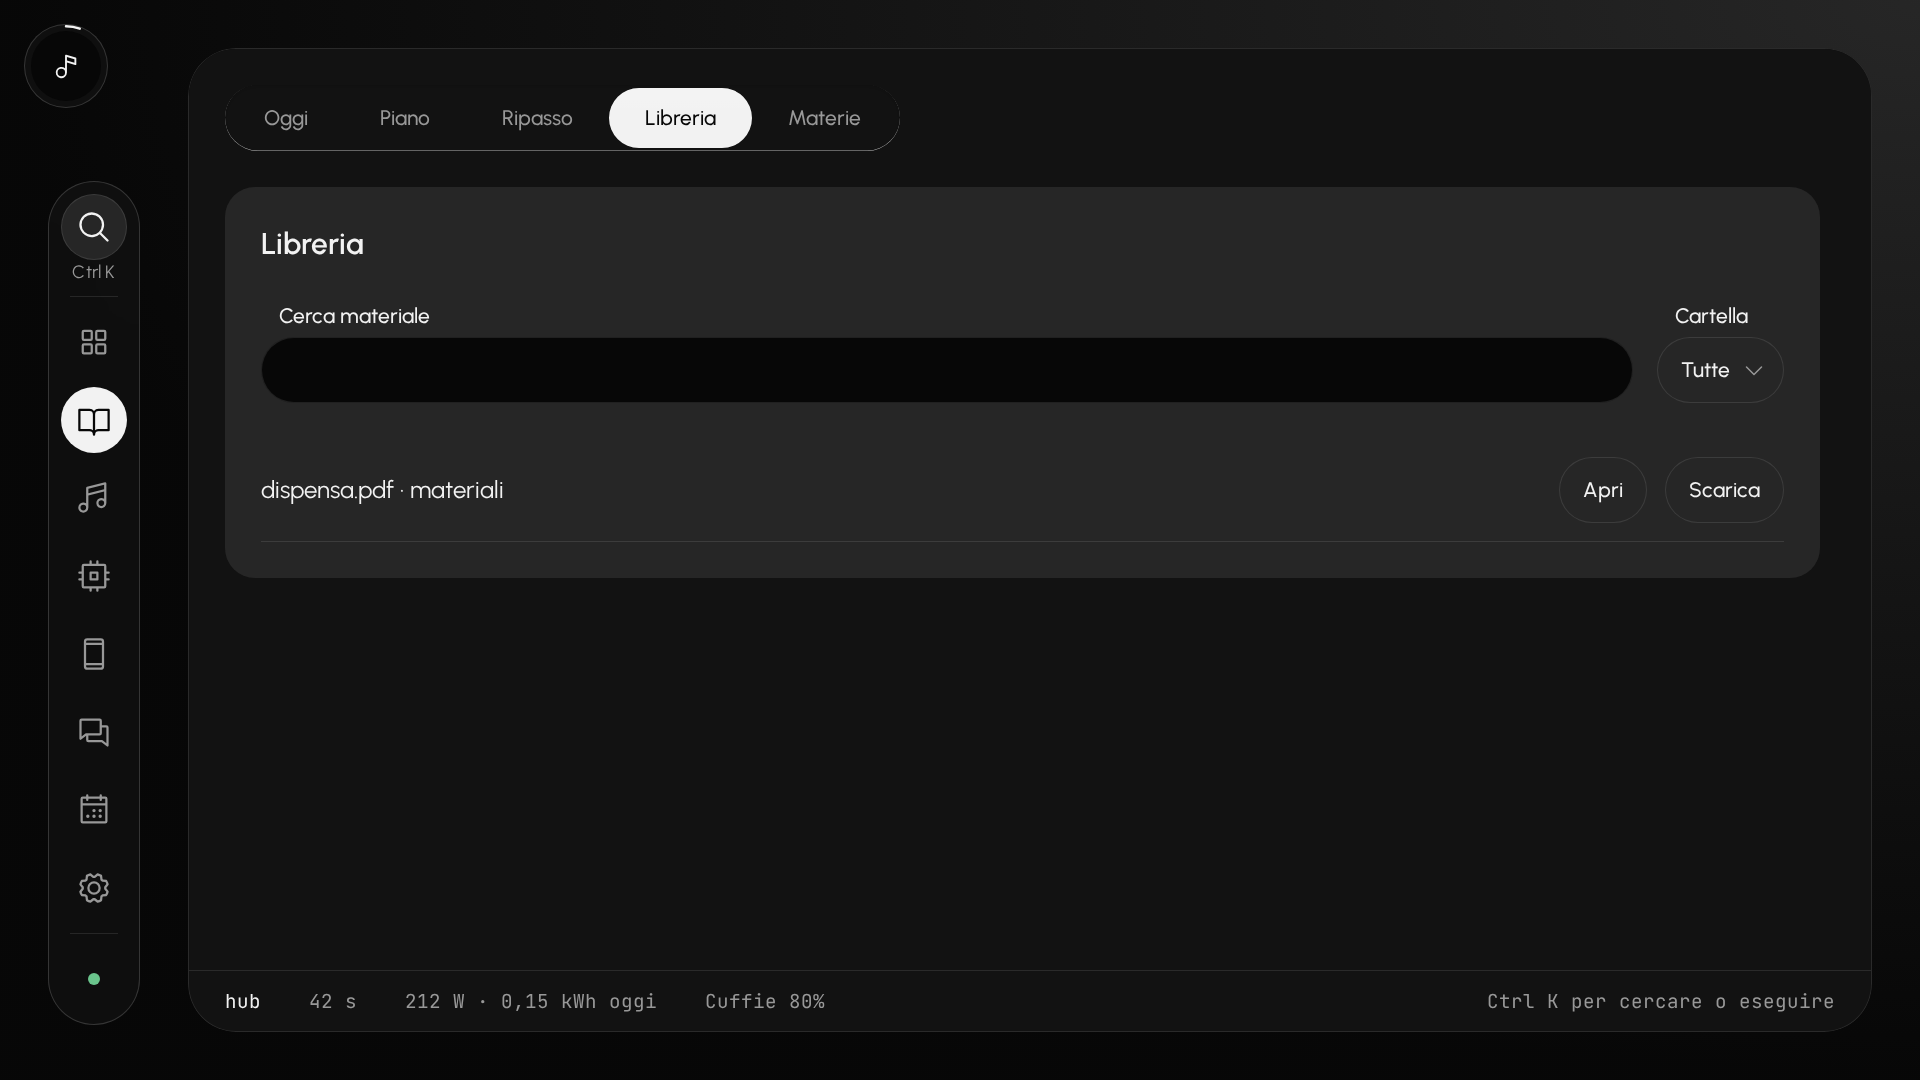 Oggi Piano Ripasso Libreria Materie
Ctrl K
Libreria
Cerca materiale Cartella
Tutte
dispensa.pdf · materiali Apri Scarica
hub 42 s 212 W · 0,15 kWh oggi Cuffie 80% Ctrl K per cercare o eseguire